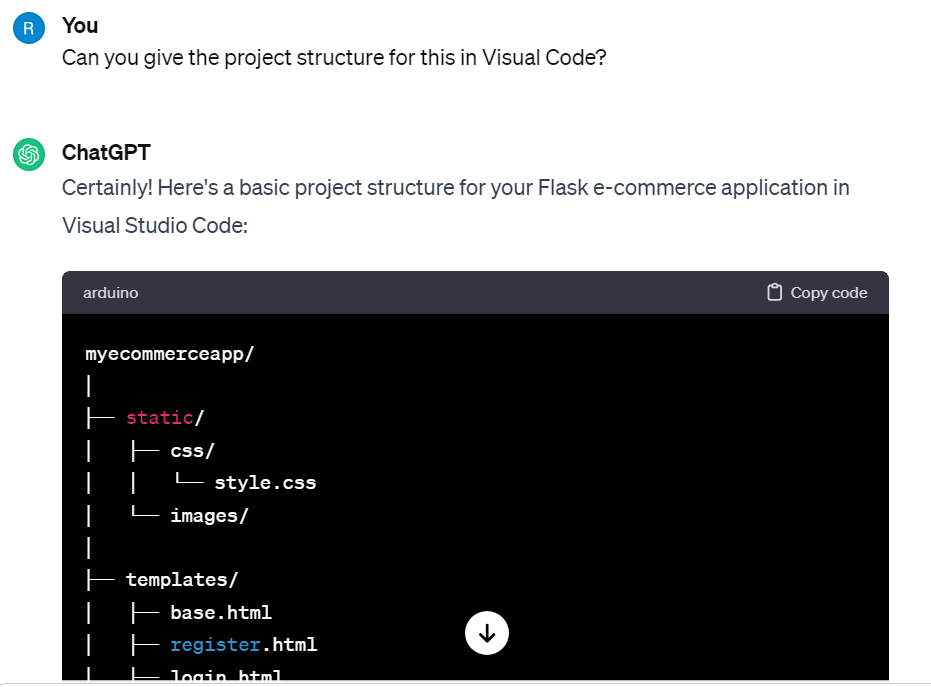 R
You
Can you give the project structure for this in Visual Code?
ChatGPT
Certainly! Here's a basic project structure for your Flask e-commerce application in
Visual Studio Code:
arduino Copy code
myecommerceapp/
│
├── static/
│   ├── css/
│   │   └── style.css
│   └── images/
│
├── templates/
│   ├── base.html
│   ├── register.html
│   ├── login.html